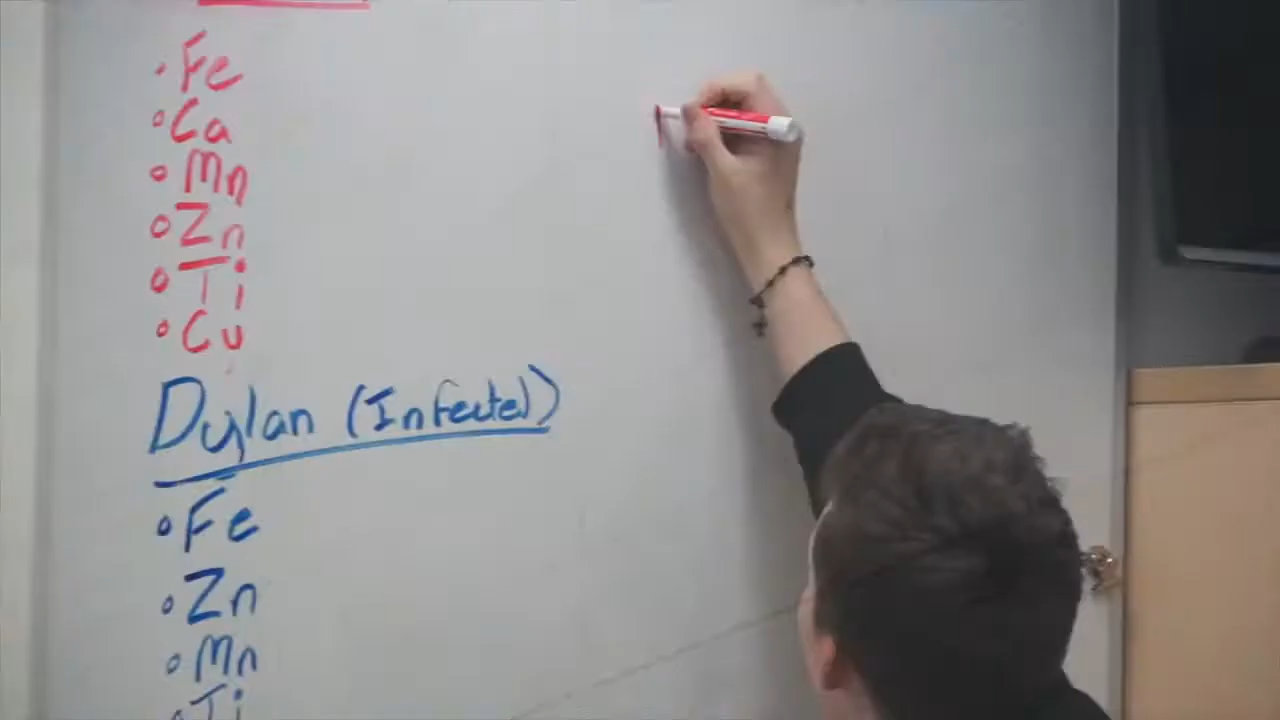 • Fe
• Ca
• Mn
• Zn
• Ti
• Cu
Dylan (Infected)
• Fe
• Zn
• Mn
• Ti